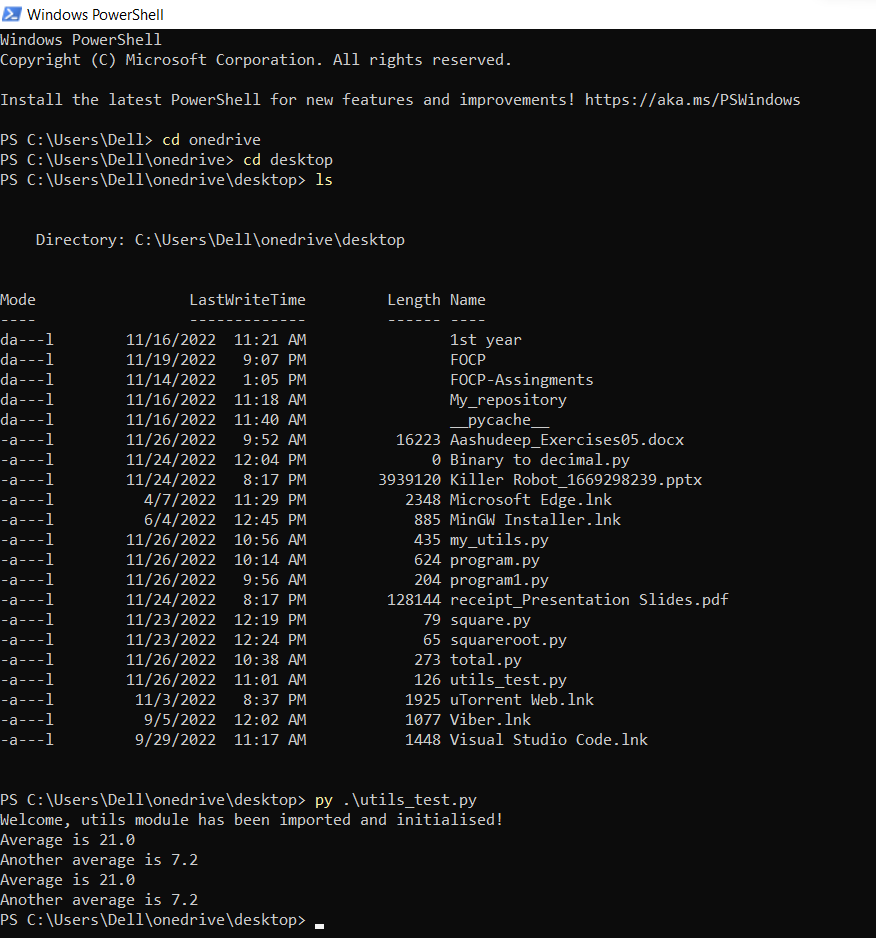 Windows PowerShell
Windows PowerShell
Copyright (C) Microsoft Corporation. All rights reserved.
Install the latest PowerShell for new features and improvements! https://aka.ms/PSWindows
PS C:\Users\Dell> cd onedrive
PS C:\Users\Dell\onedrive> cd desktop
PS C:\Users\Dell\onedrive\desktop> ls
    Directory: C:\Users\Dell\onedrive\desktop
Mode                 LastWriteTime         Length Name
----                 -------------         ------ ----
da---l        11/16/2022  11:21 AM                1st year
da---l        11/19/2022   9:07 PM                FOCP
da---l        11/14/2022   1:05 PM                FOCP-Assingments
da---l        11/16/2022  11:18 AM                My_repository
da---l        11/16/2022  11:40 AM                __pycache__
-a---l        11/26/2022   9:52 AM          16223 Aashudeep_Exercises05.docx
-a---l        11/24/2022  12:04 PM              0 Binary to decimal.py
-a---l        11/24/2022   8:17 PM        3939120 Killer Robot_1669298239.pptx
-a---l          4/7/2022  11:29 PM           2348 Microsoft Edge.lnk
-a---l          6/4/2022  12:45 PM            885 MinGW Installer.lnk
-a---l        11/26/2022  10:56 AM            435 my_utils.py
-a---l        11/26/2022  10:14 AM            624 program.py
-a---l        11/26/2022   9:56 AM            204 program1.py
-a---l        11/24/2022   8:17 PM         128144 receipt_Presentation Slides.pdf
-a---l        11/23/2022  12:19 PM             79 square.py
-a---l        11/23/2022  12:24 PM             65 squareroot.py
-a---l        11/26/2022  10:38 AM            273 total.py
-a---l        11/26/2022  11:01 AM            126 utils_test.py
-a---l         11/3/2022   8:37 PM           1925 uTorrent Web.lnk
-a---l          9/5/2022  12:02 AM           1077 Viber.lnk
-a---l         9/29/2022  11:17 AM           1448 Visual Studio Code.lnk
PS C:\Users\Dell\onedrive\desktop> py .\utils_test.py
Welcome, utils module has been imported and initialised!
Average is 21.0
Another average is 7.2
Average is 21.0
Another average is 7.2
PS C:\Users\Dell\onedrive\desktop>